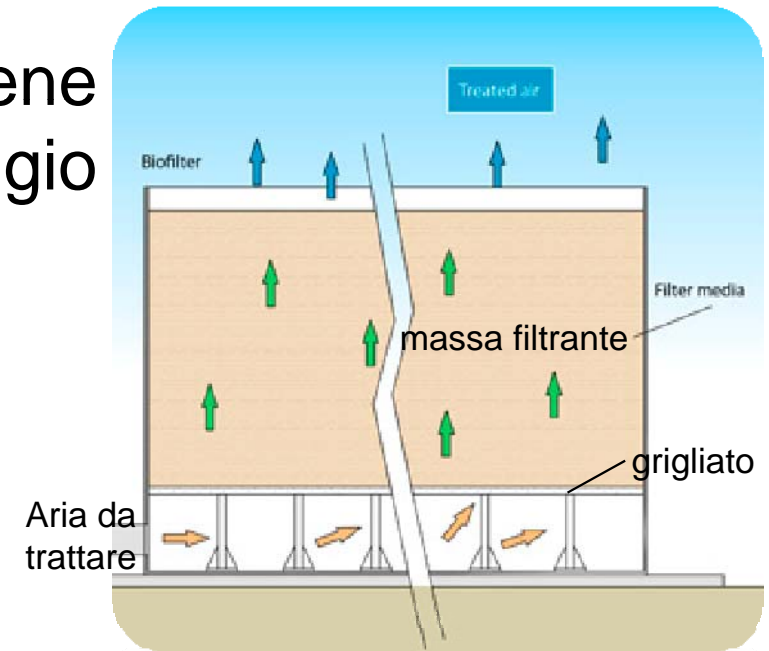 ene
gio
Treated air
Biofilter
Filter media
massa filtrante
grigliato
Aria da
trattare